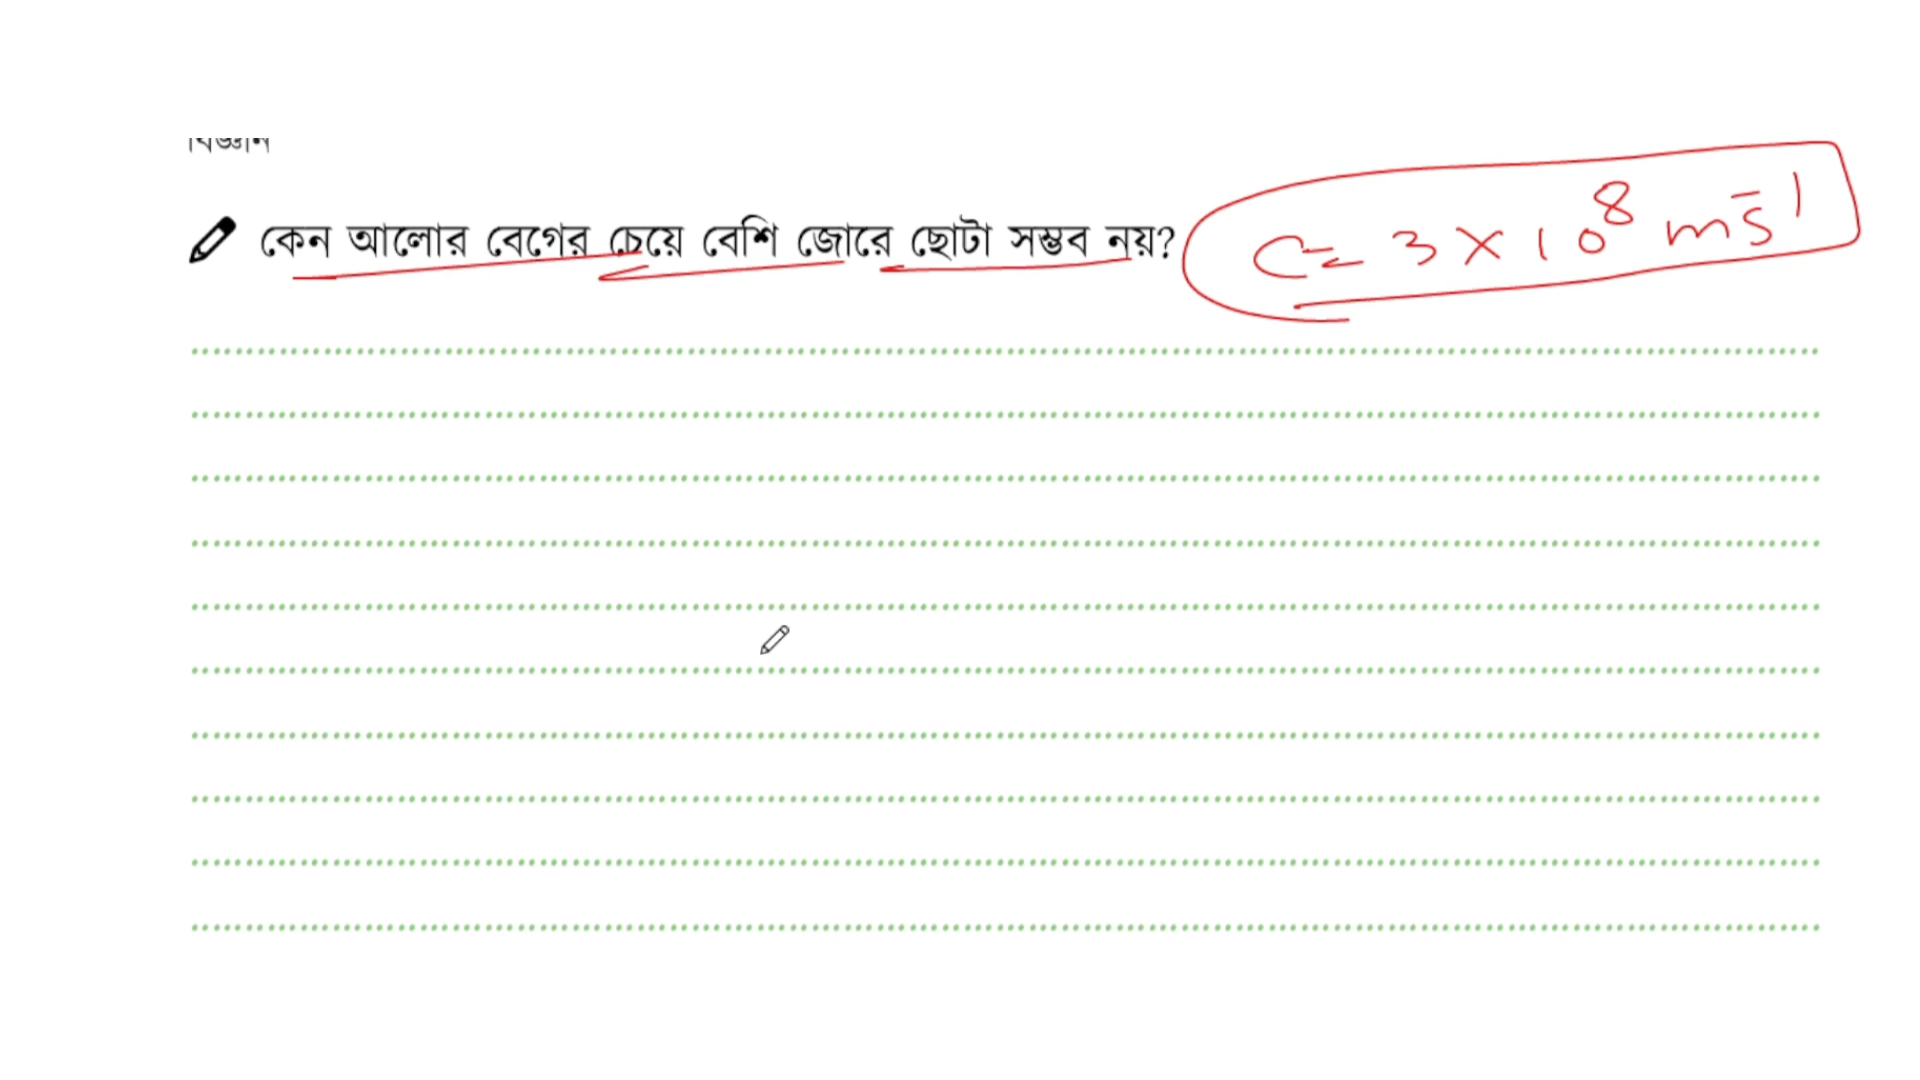 বিজ্ঞান
কেন আলোর বেগের চেয়ে বেশি জোরে ছোটা সম্ভব নয়?
C = 3 × 10⁸ ms⁻¹